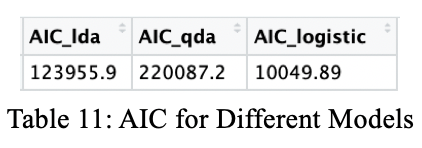 AIC_lda AIC_qda AIC_logistic
123955.9 220087.2 10049.89
Table 11: AIC for Different Models